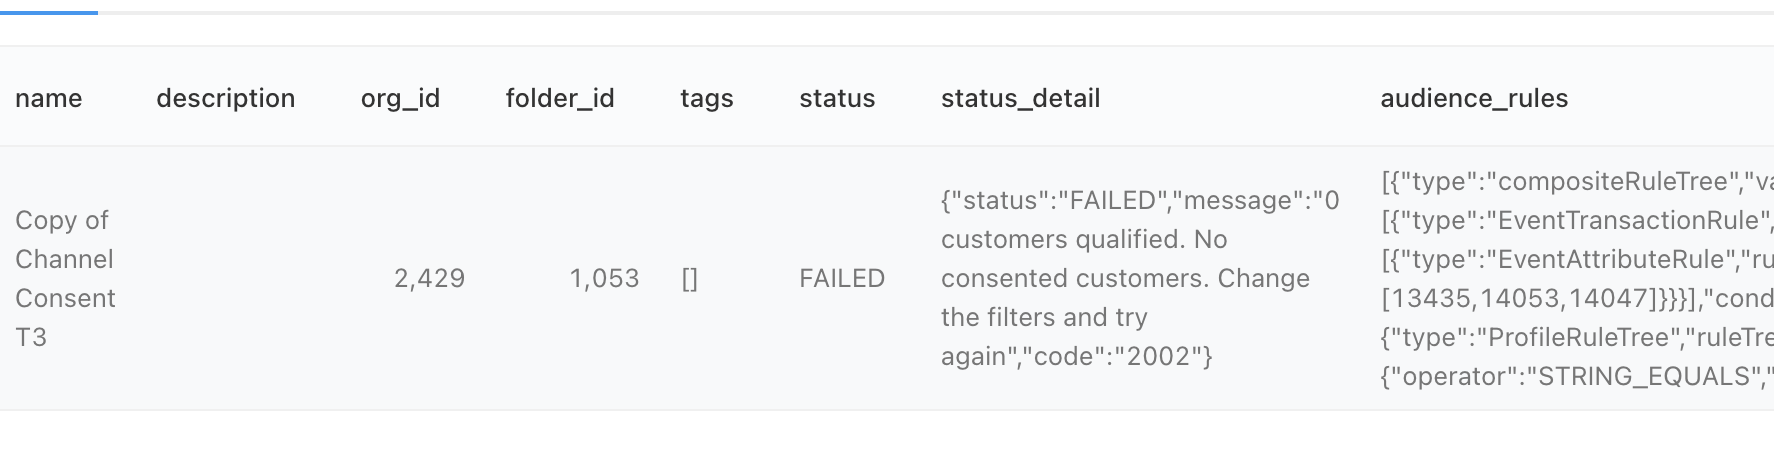 name description org_id folder_id tags status status_detail audience_rules
Copy of
Channel
Consent
T3
2,429
1,053
[]
FAILED
{"status":"FAILED","message":"0
customers qualified. No
consented customers. Change
the filters and try
again","code":"2002"}
[{"type":"compositeRuleTree","va
[{"type":"EventTransactionRule",
[{"type":"EventAttributeRule","ru
[13435,14053,14047]}}}],"cond
{"type":"ProfileRuleTree","ruleTre
{"operator":"STRING_EQUALS","